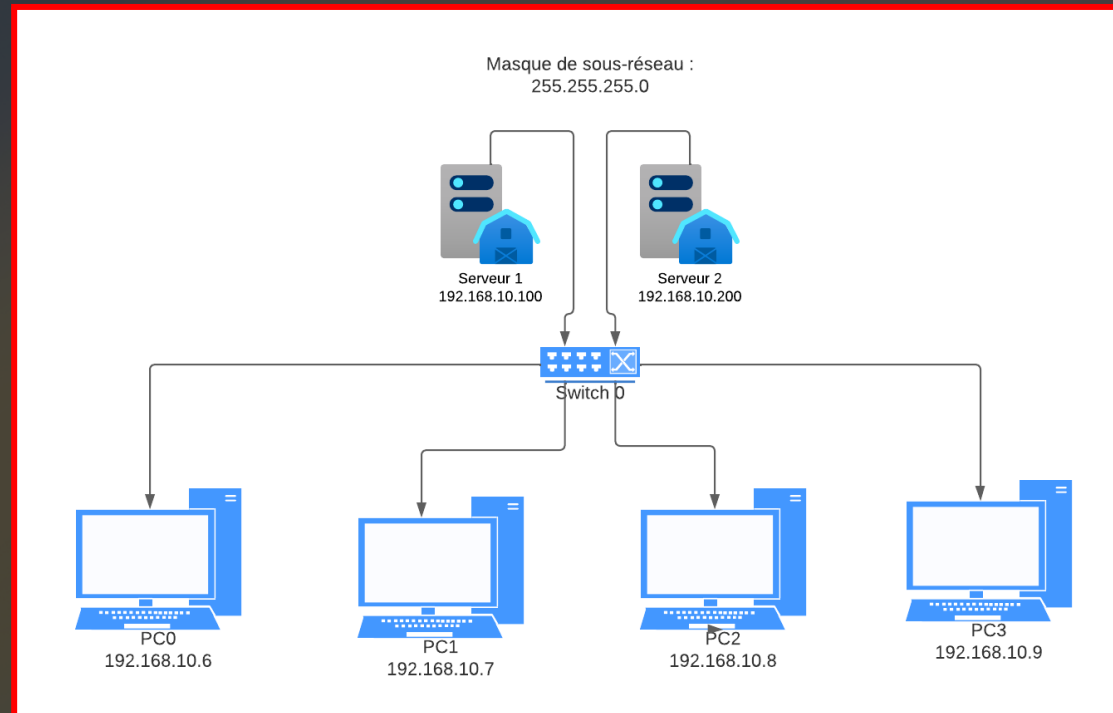 Masque de sous-réseau :
255.255.255.0
Serveur 1
192.168.10.100
Serveur 2
192.168.10.200
Switch 0
PC0
192.168.10.6
PC1
192.168.10.7
PC2
192.168.10.8
PC3
192.168.10.9